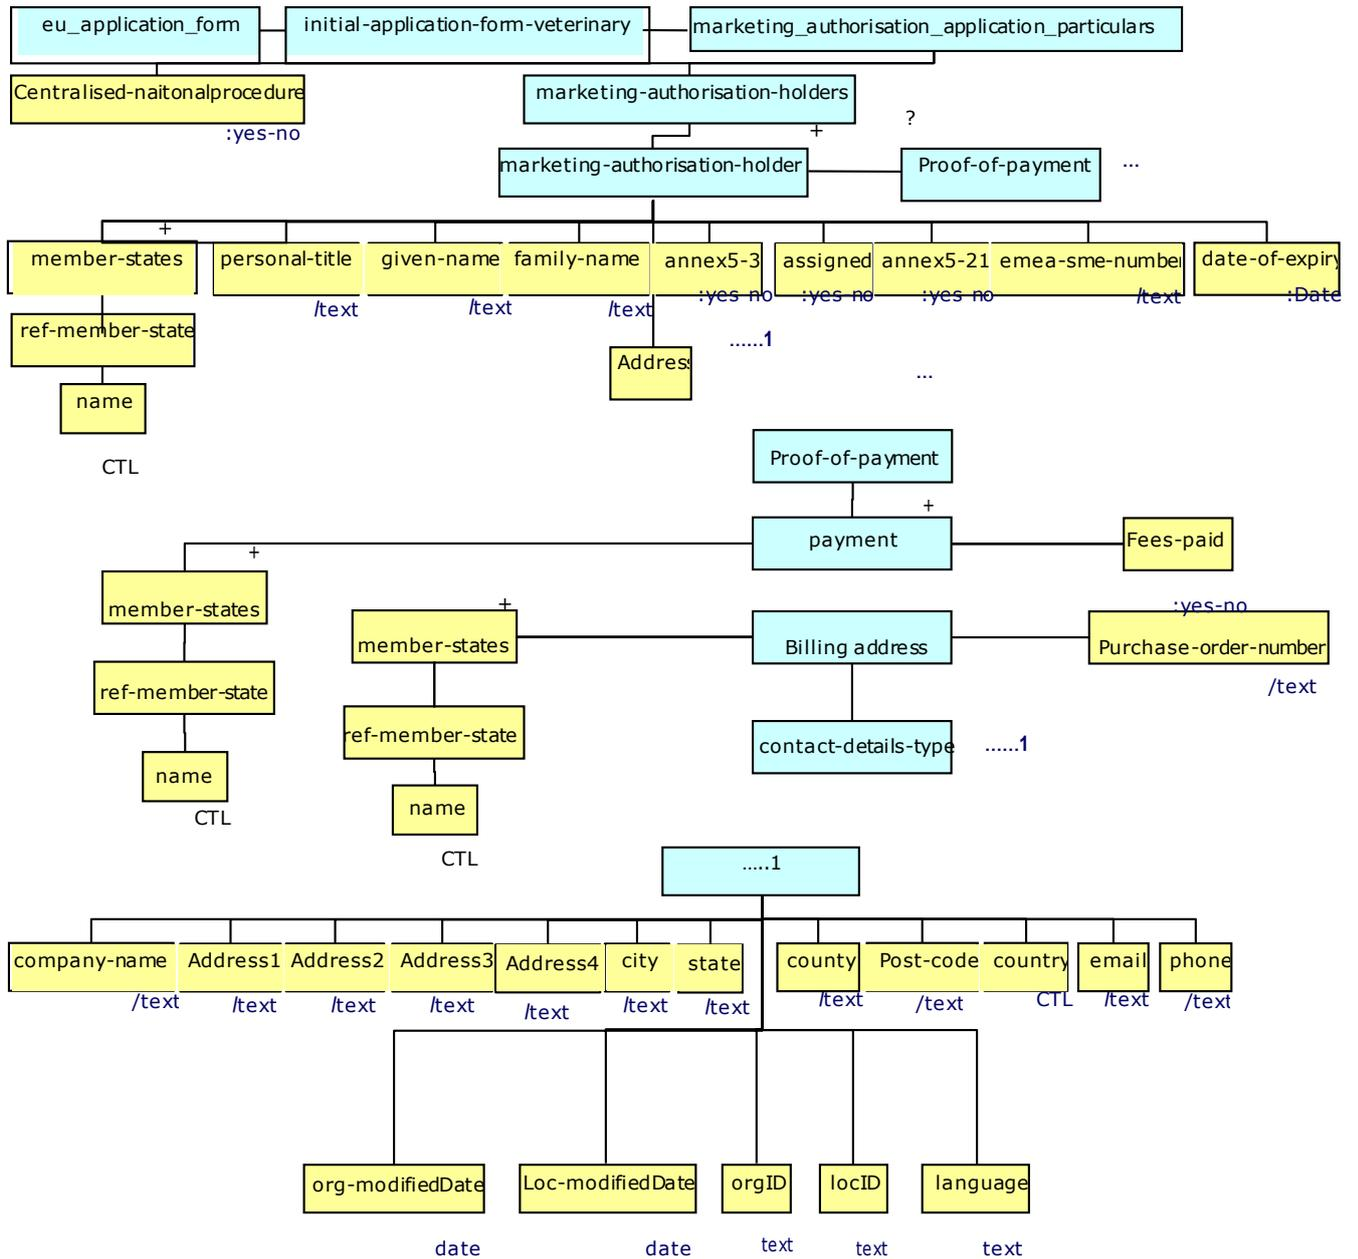 eu_application_form
initial-application-form-veterinary
marketing_authorisation_application_particulars
Centralised-naitonalprocedure
:yes-no
marketing-authorisation-holders
+
?
marketing-authorisation-holder
Proof-of-payment
...
+
member-states
personal-title
given-name
family-name
annex5-3
assigned
annex5-21
emea-sme-number
date-of-expiry
/text
/text
/text
:yes-no
:yes-no
:yes-no
/text
:Date
ref-member-state
......1
Address
...
name
CTL
Proof-of-payment
+
payment
Fees-paid
+
:yes-no
member-states
+
member-states
Billing address
Purchase-order-number
/text
ref-member-state
ref-member-state
contact-details-type
......1
name
CTL
name
CTL
.....1
company-name
Address1
Address2
Address3
Address4
city
state
county
Post-code
country
email
phone
/text
/text
/text
/text
/text
/text
/text
/text
/text
CTL
/text
/text
org-modifiedDate
Loc-modifiedDate
orgID
locID
language
date
date
text
text
text